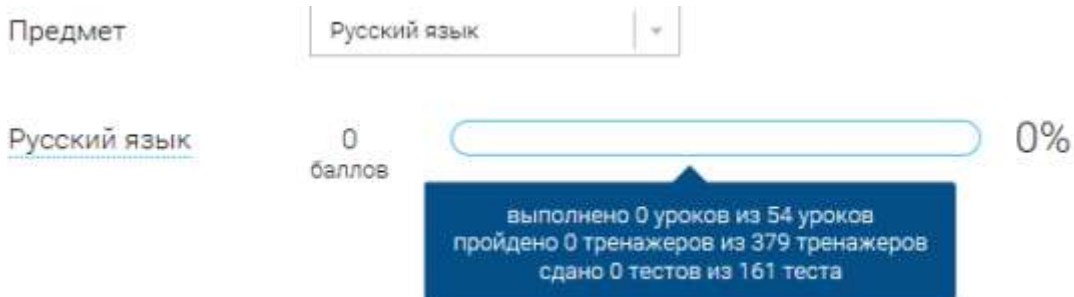 Предмет
Русский язык
Русский язык
0
баллов
0%
выполнено 0 уроков из 54 уроков
пройдено 0 тренажеров из 379 тренажеров
сдано 0 тестов из 161 теста